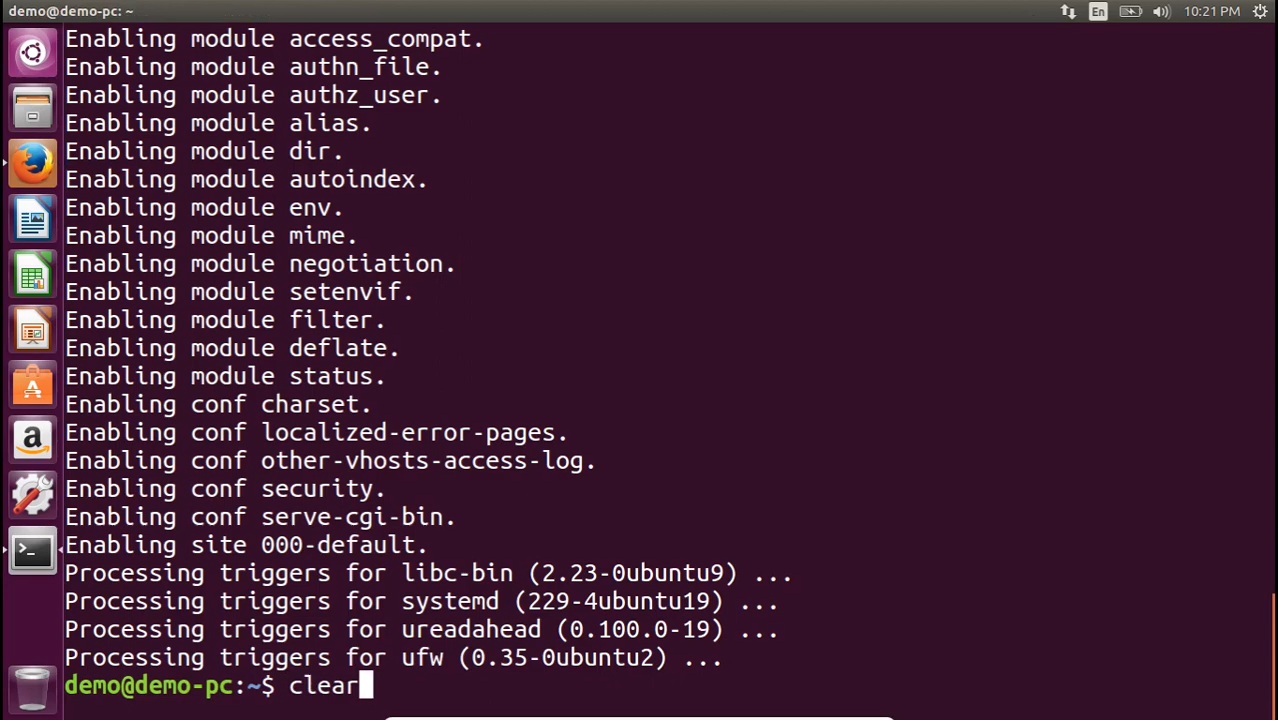 demo@demo-pc: ~
En
10:21 PM
Enabling module access_compat.
Enabling module authn_file.
Enabling module authz_user.
Enabling module alias.
Enabling module dir.
Enabling module autoindex.
Enabling module env.
Enabling module mime.
Enabling module negotiation.
Enabling module setenvif.
Enabling module filter.
Enabling module deflate.
Enabling module status.
Enabling conf charset.
Enabling conf localized-error-pages.
Enabling conf other-vhosts-access-log.
Enabling conf security.
Enabling conf serve-cgi-bin.
Enabling site 000-default.
Processing triggers for libc-bin (2.23-0ubuntu9) ...
Processing triggers for systemd (229-4ubuntu19) ...
Processing triggers for ureadahead (0.100.0-19) ...
Processing triggers for ufw (0.35-0ubuntu2) ...
demo@demo-pc:~$ clear